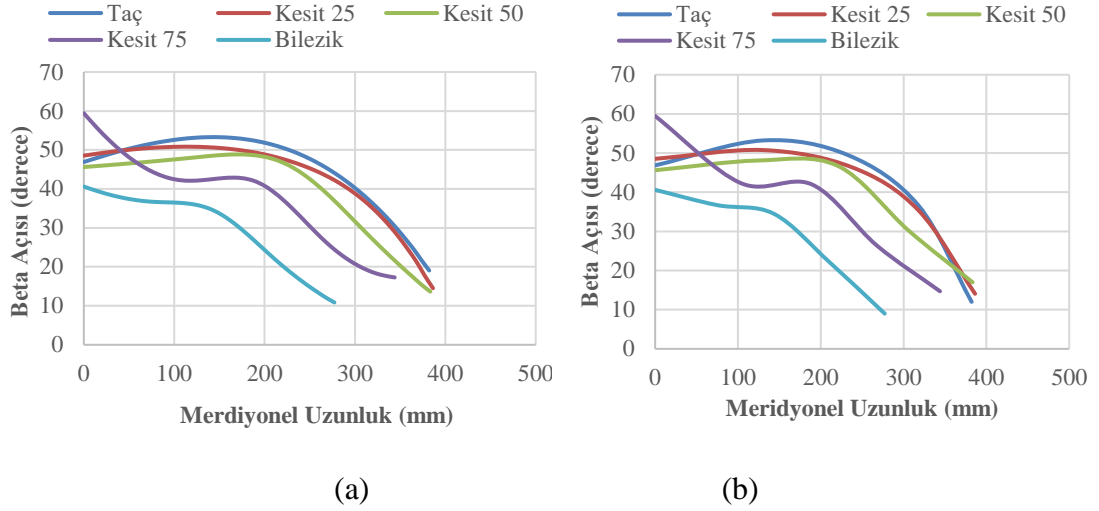 Taç Kesit 25 Kesit 50
Kesit 75 Bilezik
70
60
50
40
30
20
10
0
0 100 200 300 400 500
Beta Açısı (derece)
Merdiyonel Uzunluk (mm)
(a)
Taç Kesit 25 Kesit 50
Kesit 75 Bilezik
70
60
50
40
30
20
10
0
0 100 200 300 400 500
Beta Açısı (derece)
Meridyonel Uzunluk (mm)
(b)